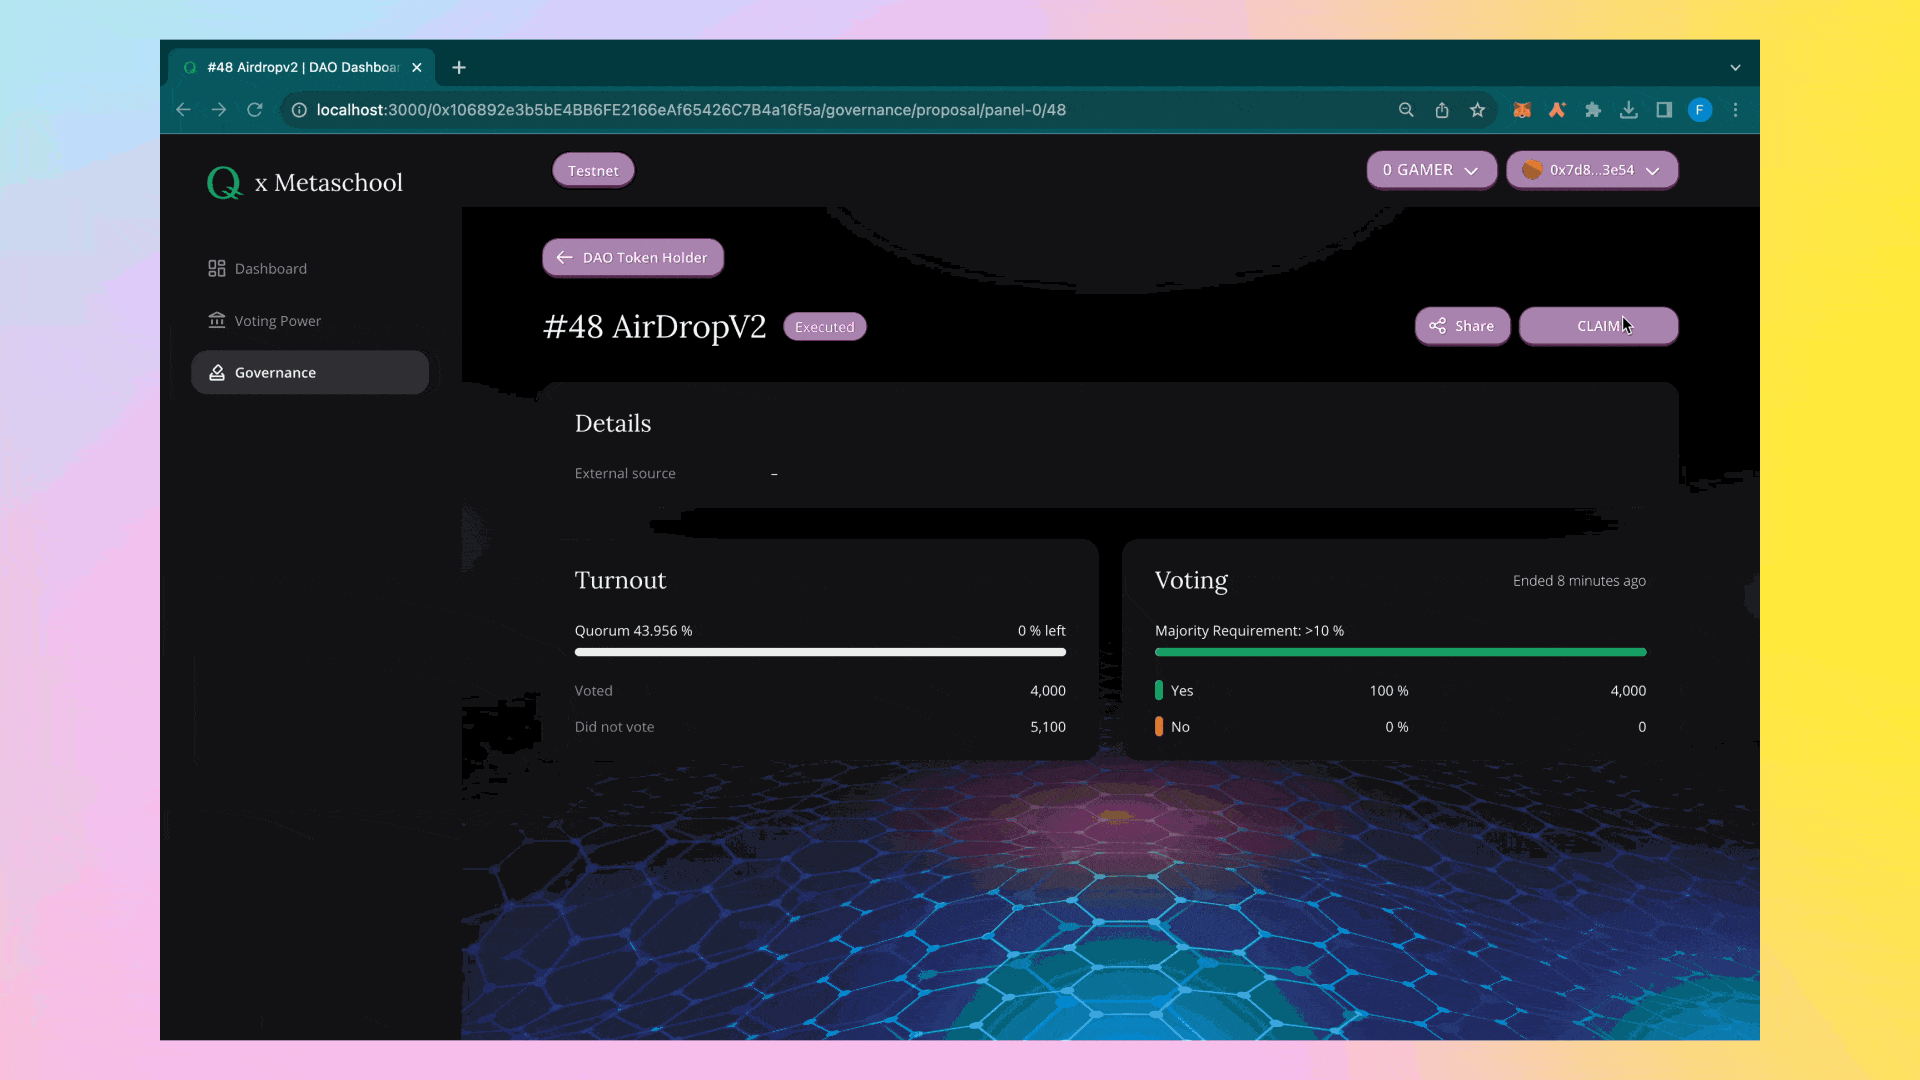 #48 Airdropv2 | DAO Dashboar
localhost:3000/0x106892e3b5bE4BB6FE2166eAf65426C7B4a16f5a/governance/proposal/panel-0/48
F
Q x Metaschool
Testnet
0 GAMER
0x7d8...3e54
Dashboard
Voting Power
Governance
DAO Token Holder
#48 AirDropV2
Executed
Share
CLAIM
Details
External source –
Turnout
Quorum 43.956 % 0 % left
Voted 4,000
Did not vote 5,100
Voting
Ended 8 minutes ago
Majority Requirement: >10 %
Yes 100 % 4,000
No 0 % 0